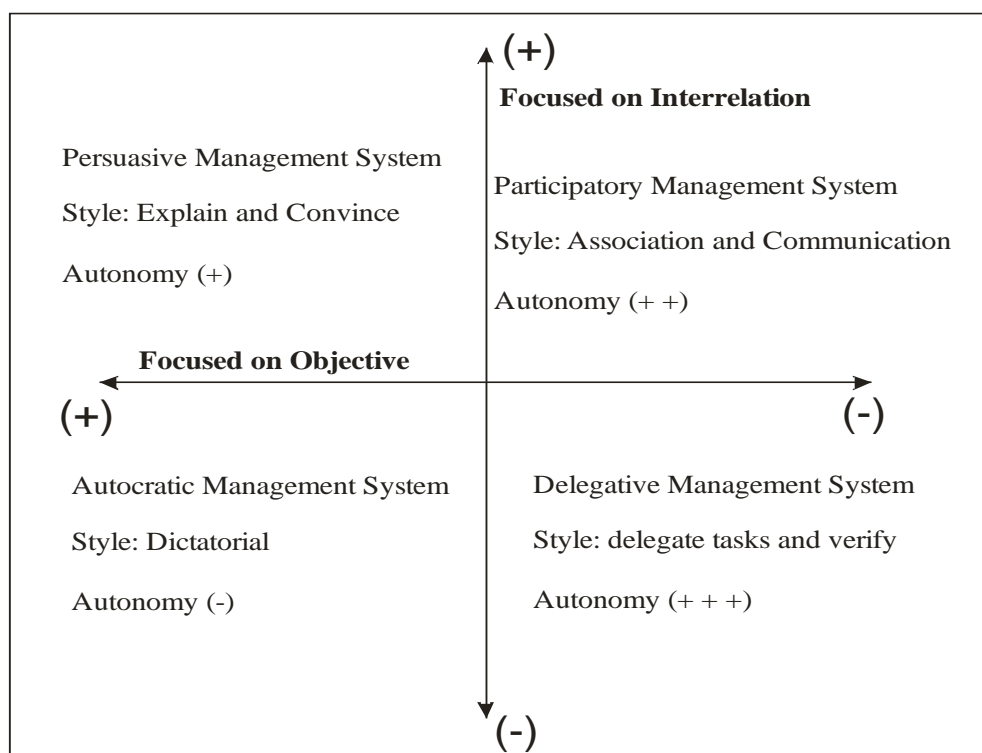 (+)
Focused on Interrelation
Persuasive Management System
Style: Explain and Convince
Autonomy (+)
Participatory Management System
Style: Association and Communication
Autonomy (+ +)
Focused on Objective
(+)
(-)
Autocratic Management System
Style: Dictatorial
Autonomy (-)
Delegative Management System
Style: delegate tasks and verify
Autonomy (+ + +)
(-)